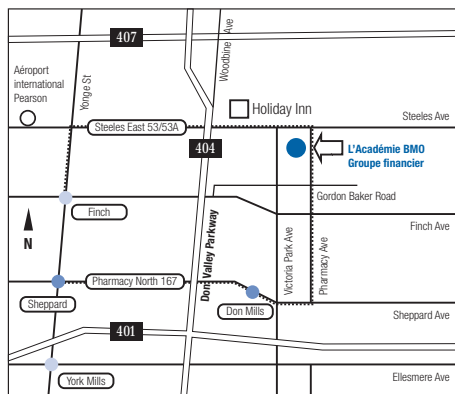 407
Woodbine Ave
Yonge St
Aéroport
international
Pearson
Holiday Inn
Steeles Ave
Steeles East 53/53A
404
L'Académie BMO
Groupe financier
Gordon Baker Road
Finch
Finch Ave
N
Don Valley Parkway
Victoria Park Ave
Pharmacy Ave
Pharmacy North 167
Sheppard
Don Mills
Sheppard Ave
401
York Mills
Ellesmere Ave